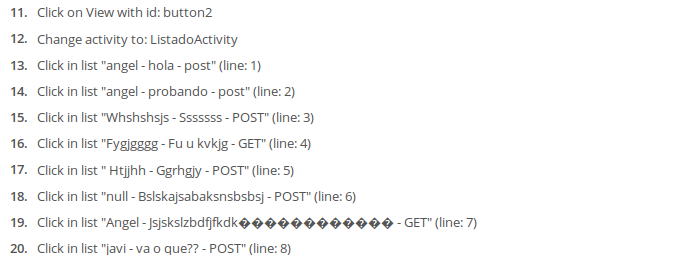 11. Click on View with id: button2
12. Change activity to: ListadoActivity
13. Click in list "angel - hola - post" (line: 1)
14. Click in list "angel - probando - post" (line: 2)
15. Click in list "Whshshsjs - Sssssss - POST" (line: 3)
16. Click in list "Fygjgggg - Fu u kvkjg - GET" (line: 4)
17. Click in list " Htjjhh - Ggrhgjy - POST" (line: 5)
18. Click in list "null - Bslskajsabaksnsbsbsj - POST" (line: 6)
19. Click in list "Angel - Jsjskslzbdfjfkdk������������ - GET" (line: 7)
20. Click in list "javi - va o que?? - POST" (line: 8)